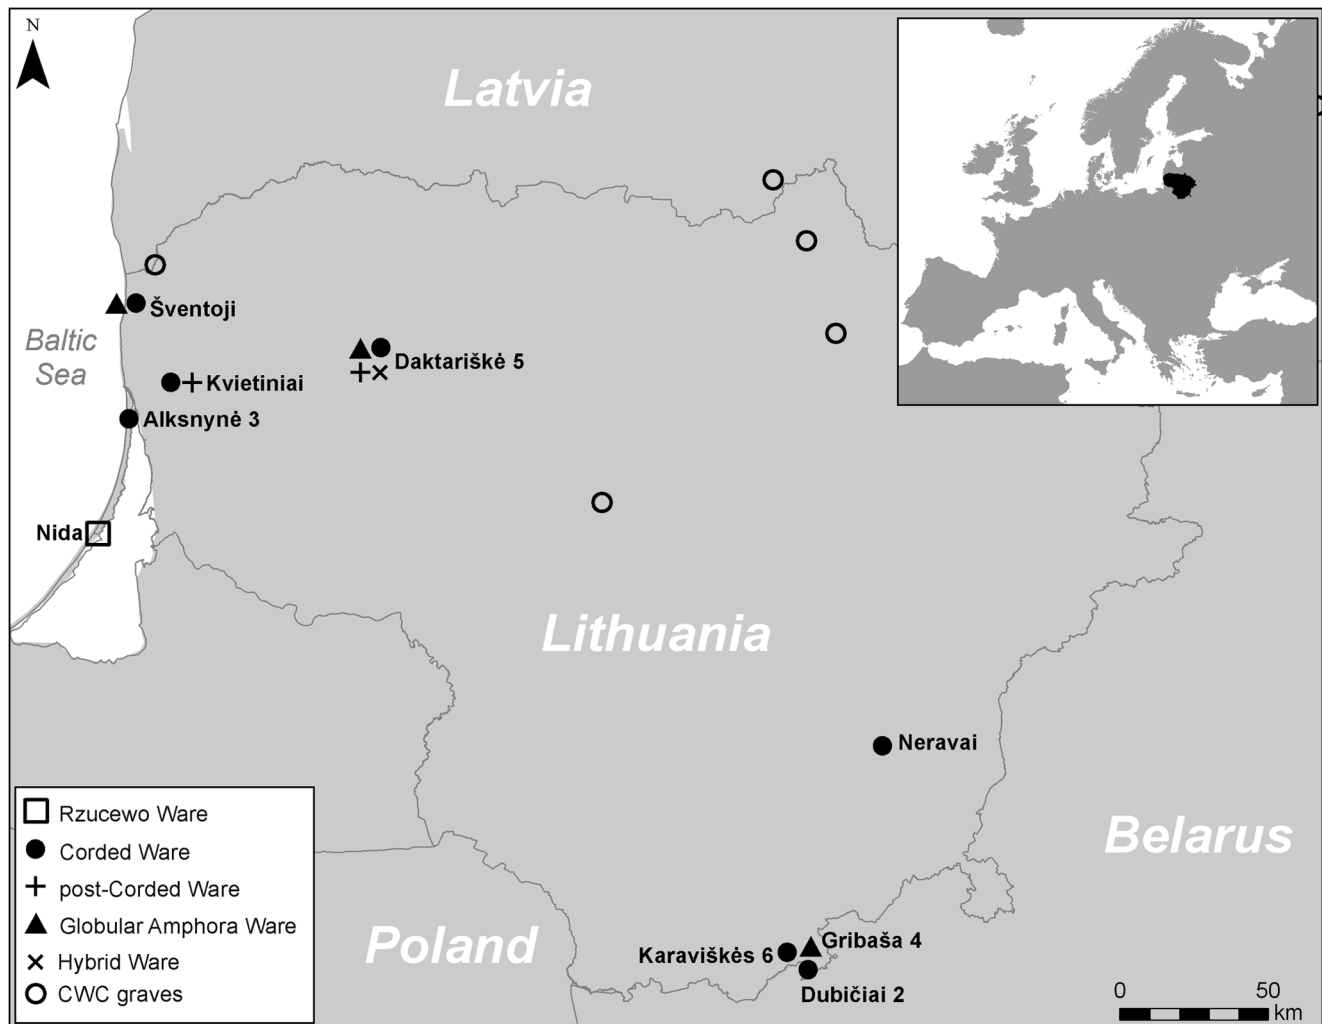 N
Latvia
Šventoji
Baltic
Sea
Daktariškė 5
Kvietiniai
Alksnynė 3
Nida
Lithuania
Neravai
Belarus
Poland
Gribaša 4
Karaviškės 6
Dubičiai 2
Rzucewo Ware
Corded Ware
post-Corded Ware
Globular Amphora Ware
Hybrid Ware
CWC graves
0 50
km